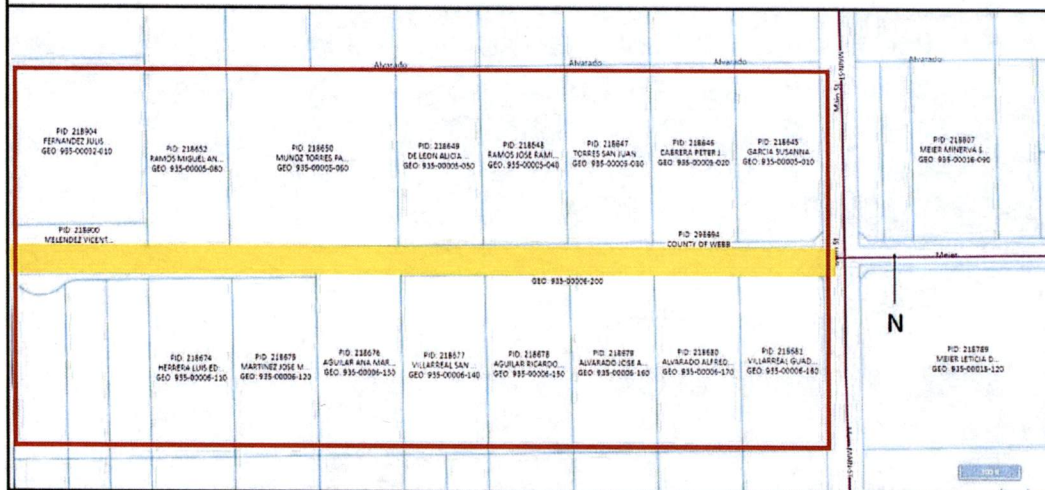 Alvarado
Alvarado
Alvarado
Alvarado
MAIN ST
Main St
PID: 218904
FERNANDEZ JULIS
GEO: 935-00032-010
PID: 218652
RAMOS MIGUEL AN...
GEO: 935-00005-080
PID: 218650
MUNOZ TORRES PA...
GEO: 935-00005-060
PID: 218649
DE LEON ALICIA ...
GEO: 935-00005-050
PID: 218648
RAMOS JOSE RAMI...
GEO: 935-00005-040
PID: 218647
TORRES SAN JUAN
GEO: 935-00005-030
PID: 218646
CABRERA PETER J...
GEO: 935-00005-020
PID: 218645
GARCIA SUSANNA
GEO: 935-00005-010
PID: 218807
MEIER MINERVA S...
GEO: 935-00016-090
PID: 218900
MELENDEZ VICENT...
PID: 298694
COUNTY OF WEBB
Main St
Meier
GEO: 935-00006-200
N
PID: 218674
HERRERA LUIS ED...
GEO: 935-00006-110
PID: 218675
MARTINEZ JOSE M...
GEO: 935-00006-120
PID: 218676
AGUILAR ANA MAR...
GEO: 935-00006-130
PID: 218677
VILLARREAL SAN ...
GEO: 935-00006-140
PID: 218678
AGUILAR RICARDO...
GEO: 935-00006-150
PID: 218679
ALVARADO JOSE A...
GEO: 935-00006-160
PID: 218680
ALVARADO ALFRED...
GEO: 935-00006-170
PID: 218681
VILLARREAL GUAD...
GEO: 935-00006-180
PID: 218789
MEIER LETICIA D...
GEO: 935-00015-120